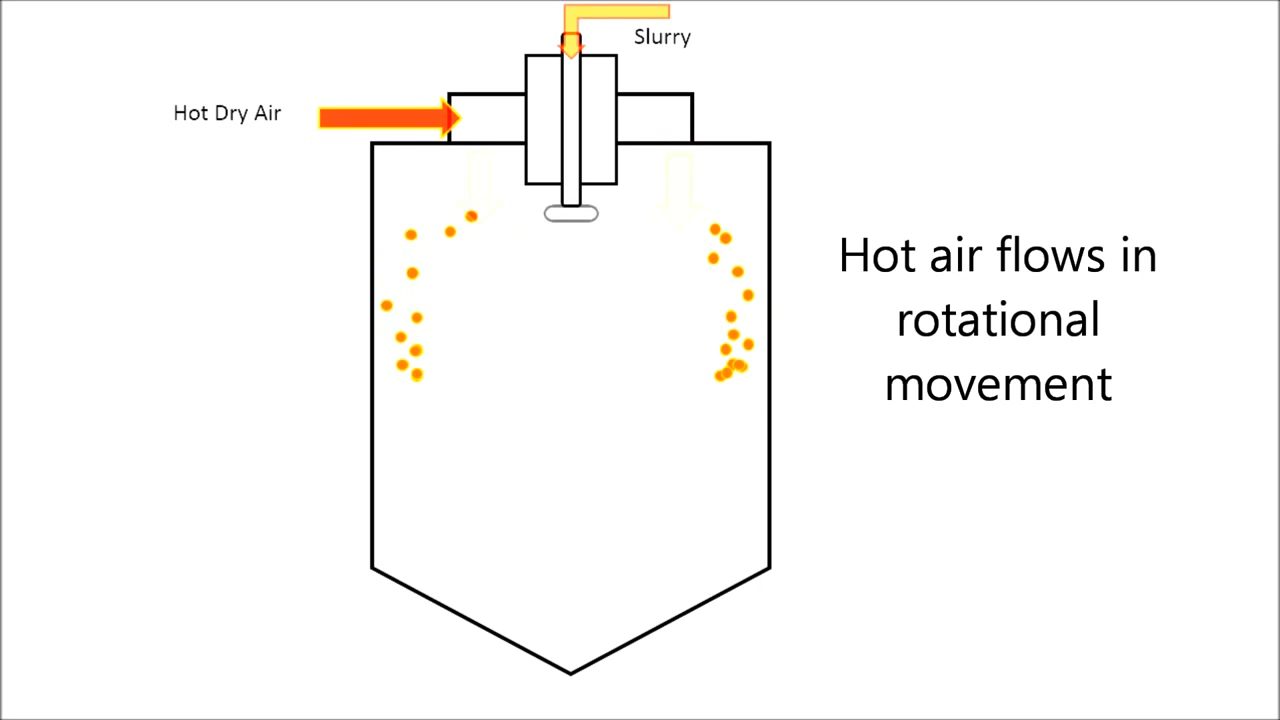 Slurry
Hot Dry Air
Hot air flows in
rotational
movement